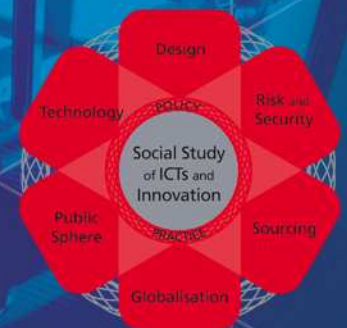 Design
Technology
POLICY
Risk and
Security
Social Study
of ICTs and
Innovation
Public
Sphere
PRACTICE
Sourcing
Globalisation